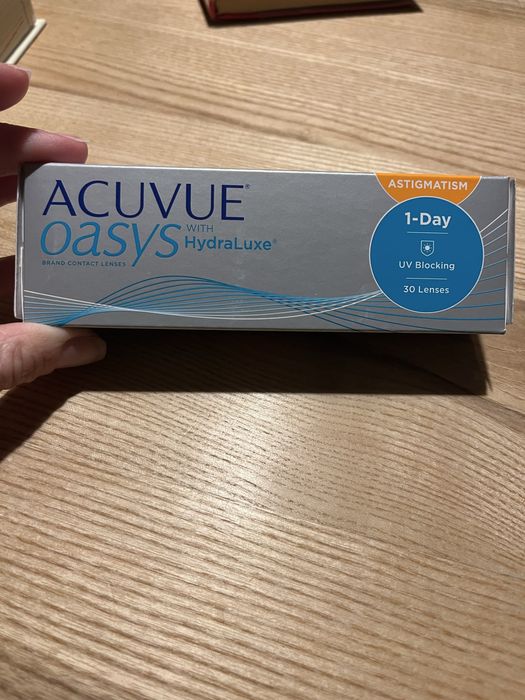 ACUVUE®
oasys WITH HydraLuxe®
BRAND CONTACT LENSES
ASTIGMATISM
1-Day
UV Blocking
30 Lenses